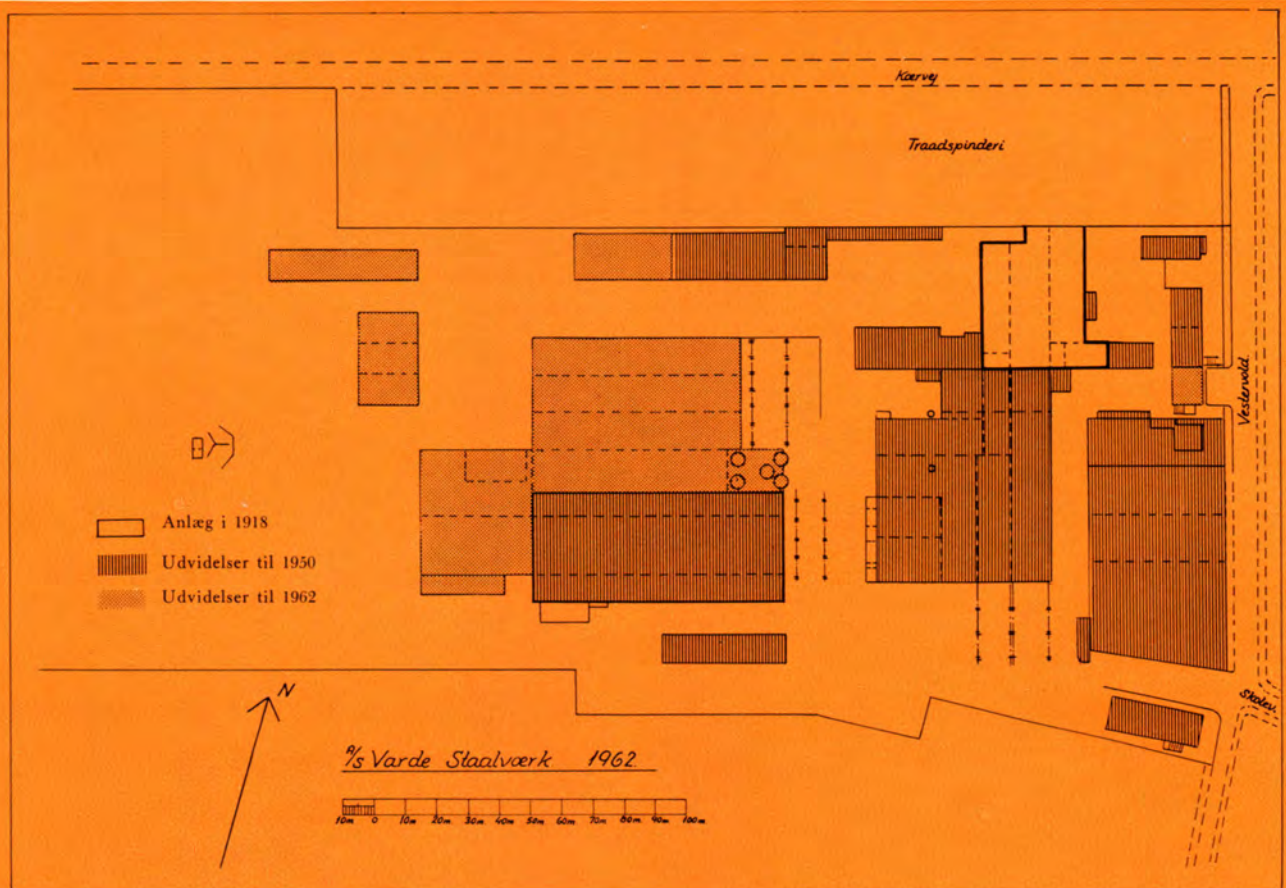 Kærvej
Traadspinderi
Vestervold
Anlæg i 1918
Udvidelser til 1950
Udvidelser til 1962
N
Skolev.
A/s Varde Staalværk 1962.
10m 0 10m 20m 30m 40m 50m 60m 70m 80m 90m 100m